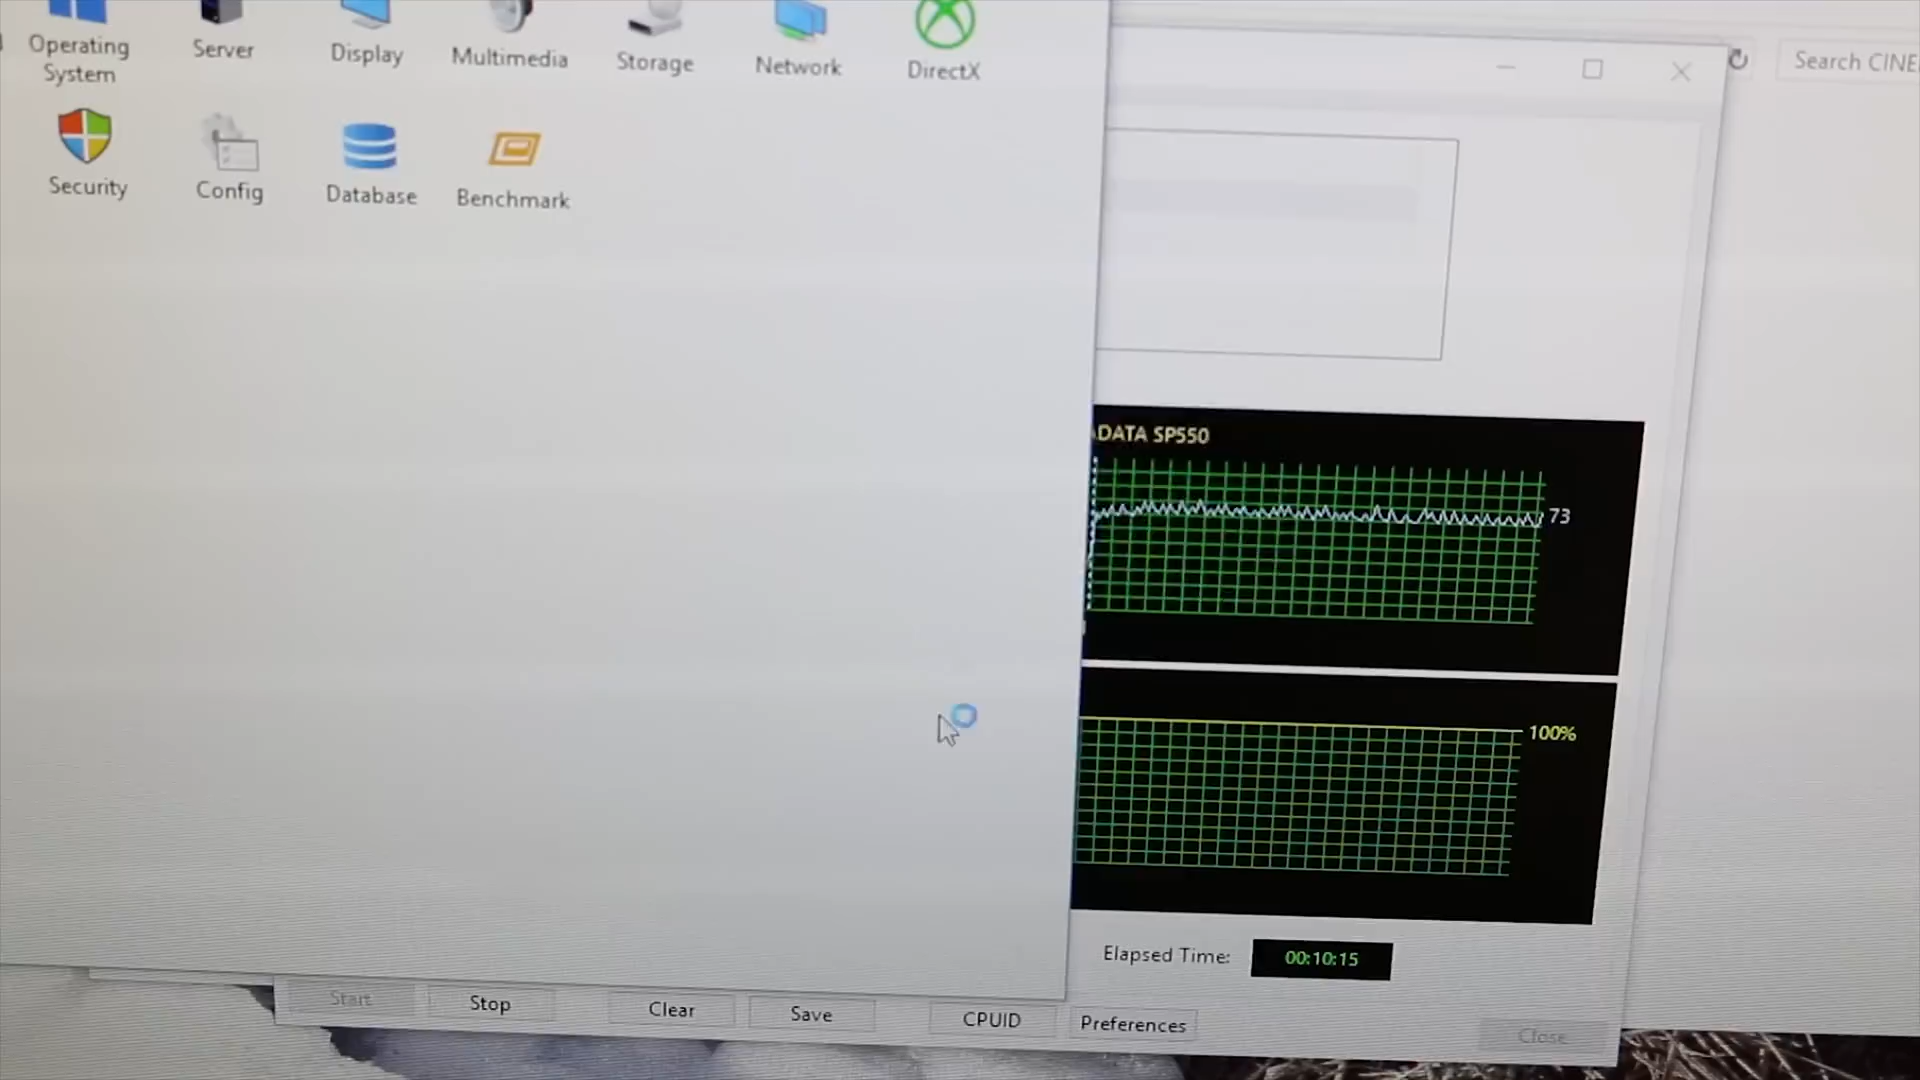 Operating
System
Server
Display
Multimedia
Storage
Network
DirectX
Search CINE
Security
Config
Database
Benchmark
ADATA SP550
73
100%
Elapsed Time: 00:10:15
Start
Stop
Clear
Save
CPUID
Preferences
Close